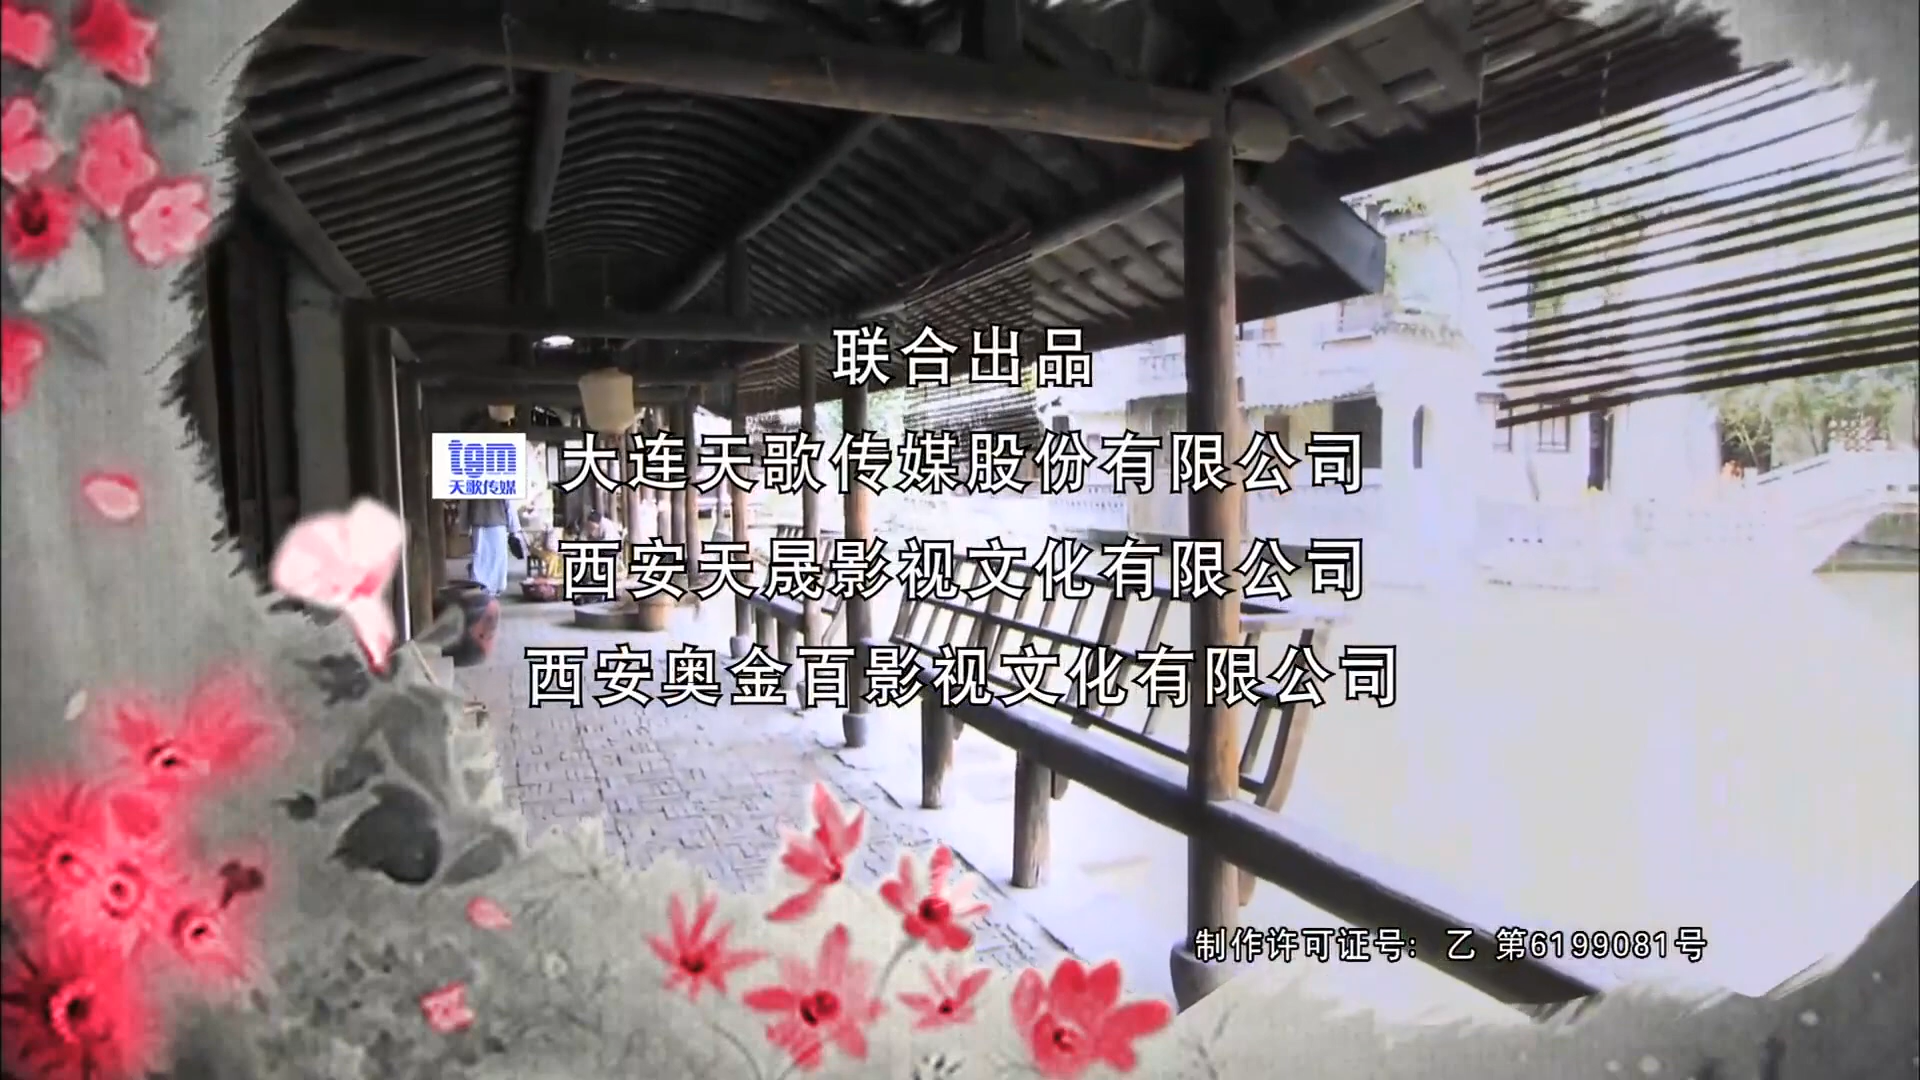 联合出品
tgm
天歌传媒
大连天歌传媒股份有限公司
西安天晟影视文化有限公司
西安奥金百影视文化有限公司
制作许可证号：乙 第6199081号